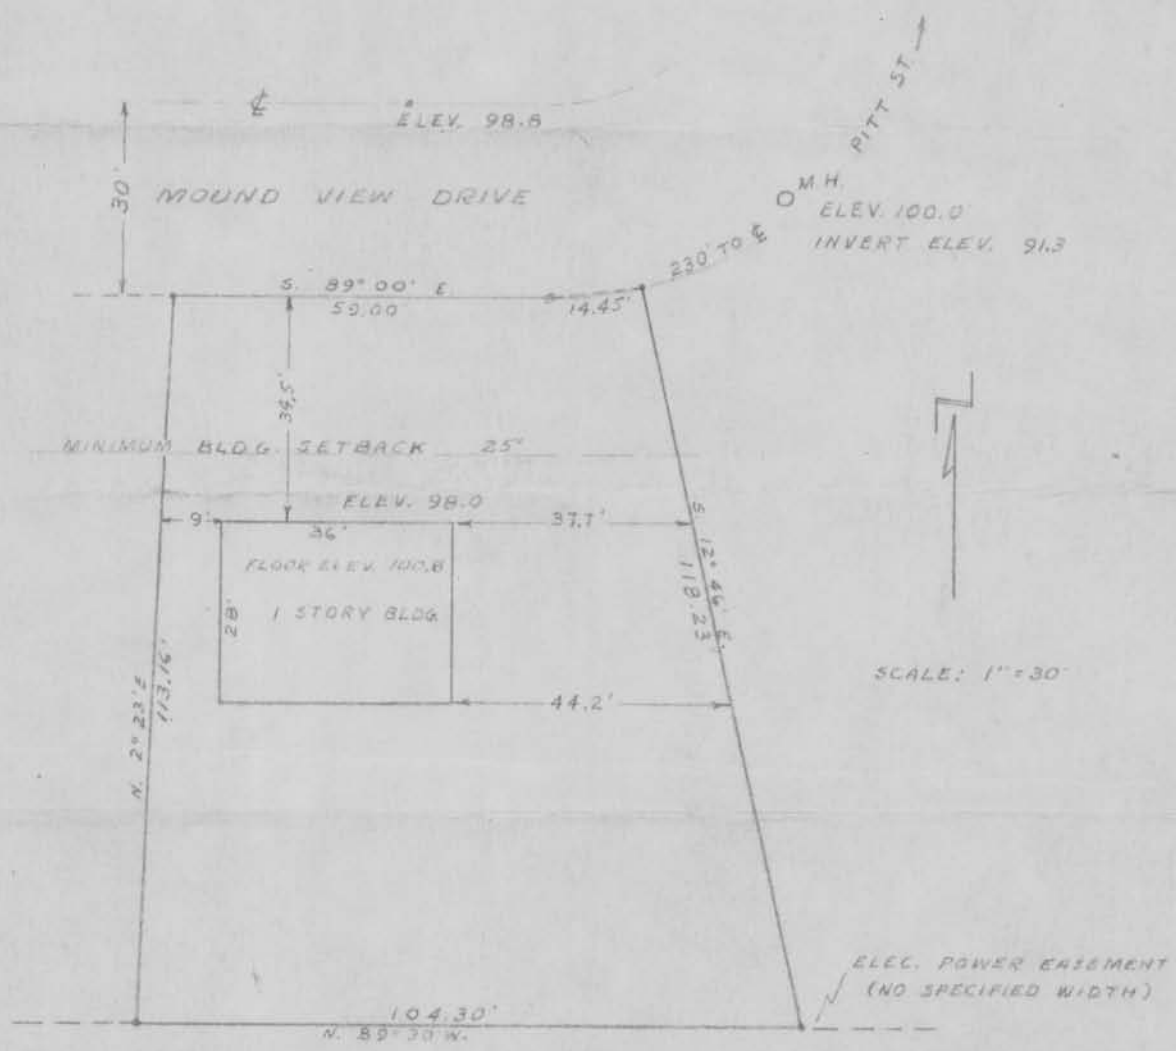 PITT ST.
℄
ELEV. 98.8
30'
MOUND VIEW DRIVE
M.H.
ELEV. 100.0
INVERT ELEV. 91.3
230' TO ℄
S. 89° 00' E.
59.00
14.45'
34.5'
MINIMUM BLDG. SETBACK 25'
ELEV. 98.0
9'
36'
37.7'
FLOOR ELEV. 100.8
1 STORY BLDG
28'
S. 12° 46' E.
118.23
44.2'
SCALE: 1" = 30'
N. 2° 23' E
113.16'
ELEC. POWER EASEMENT
(NO SPECIFIED WIDTH)
104.30'
N. 89° 30' W.